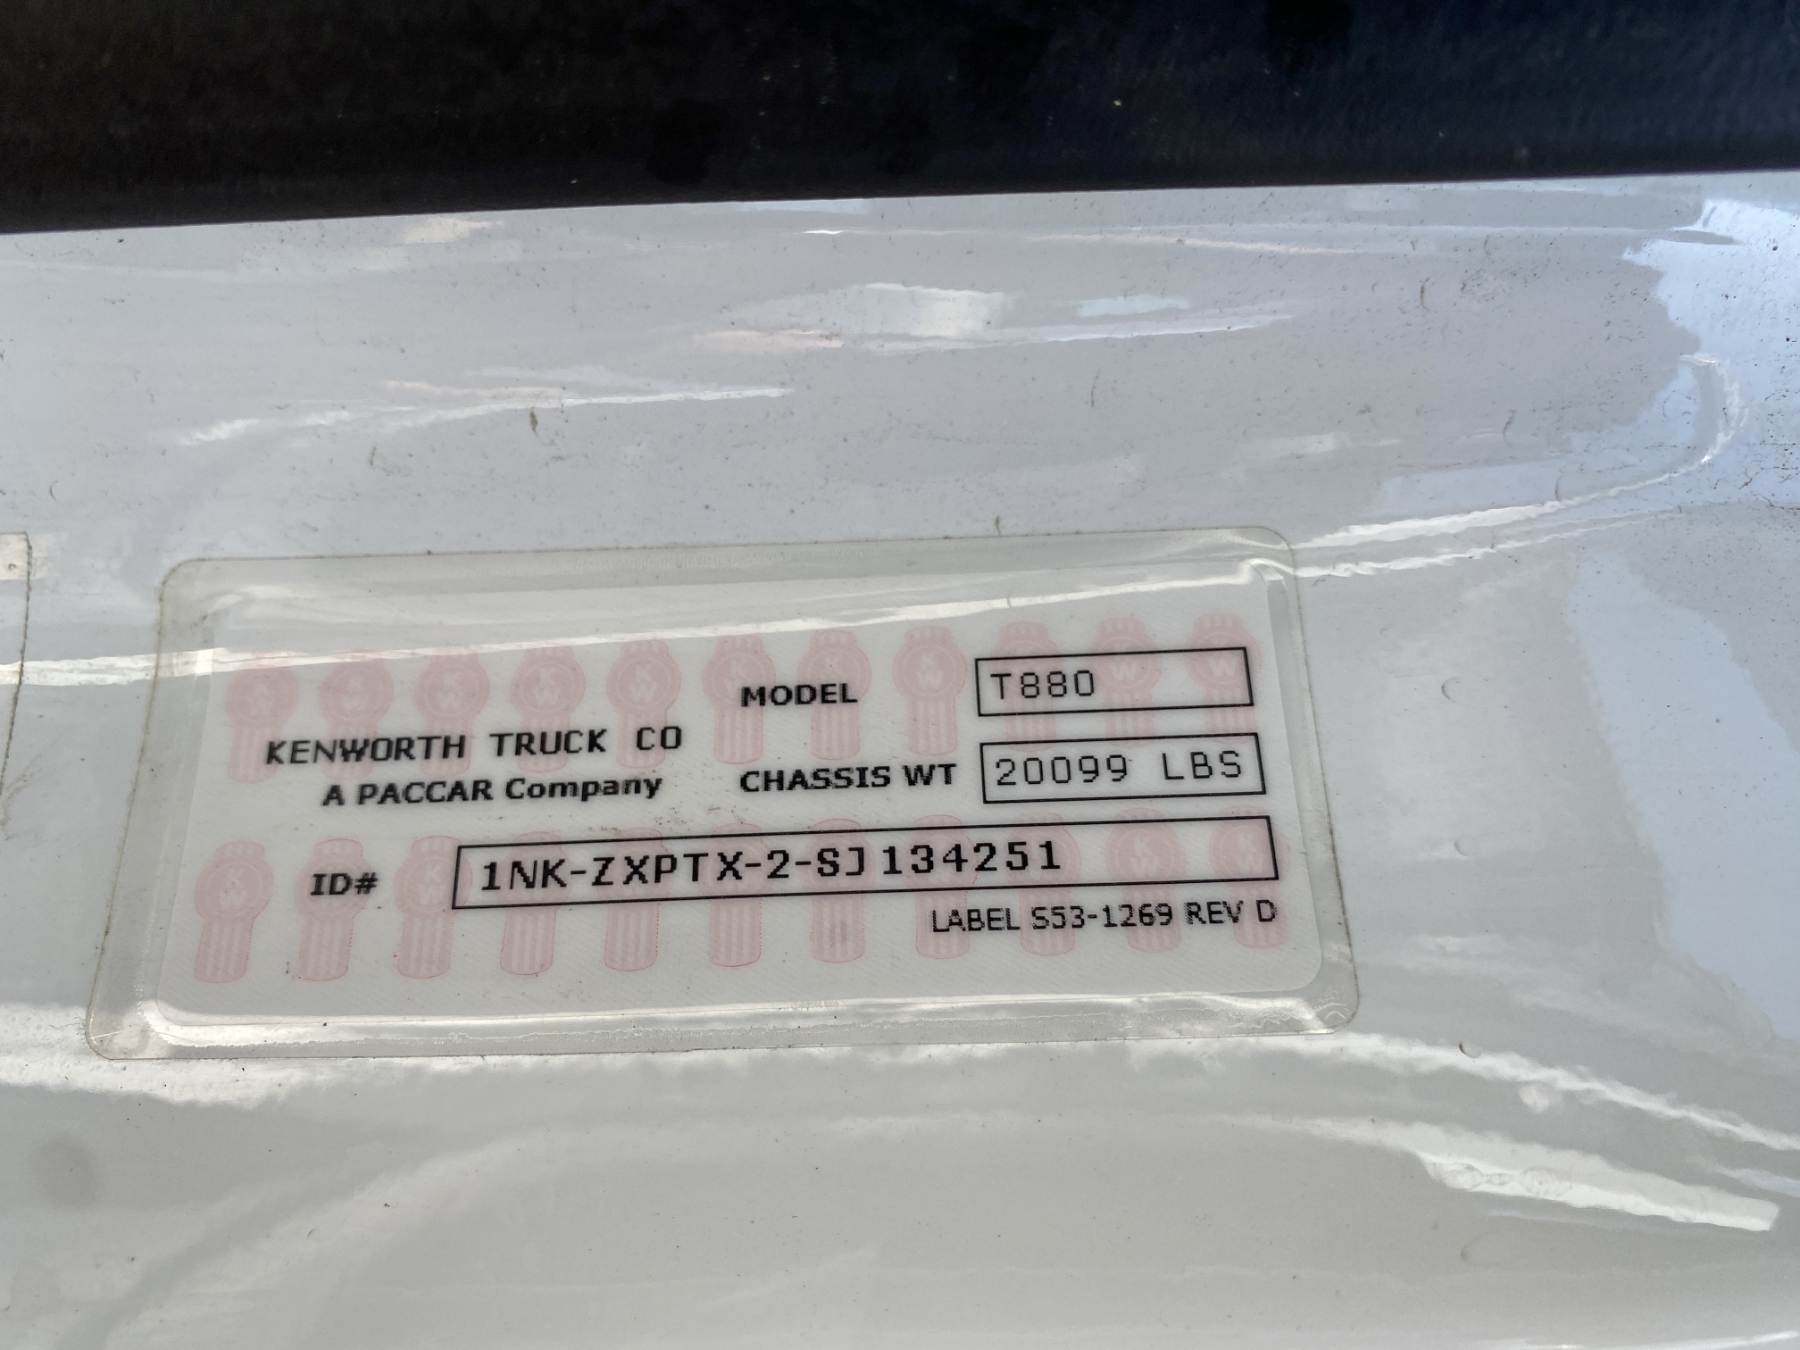 MODEL T880
KENWORTH TRUCK CO
A PACCAR Company
CHASSIS WT 20099 LBS
ID# 1NK-ZXPTX-2-SJ134251
LABEL S53-1269 REV D